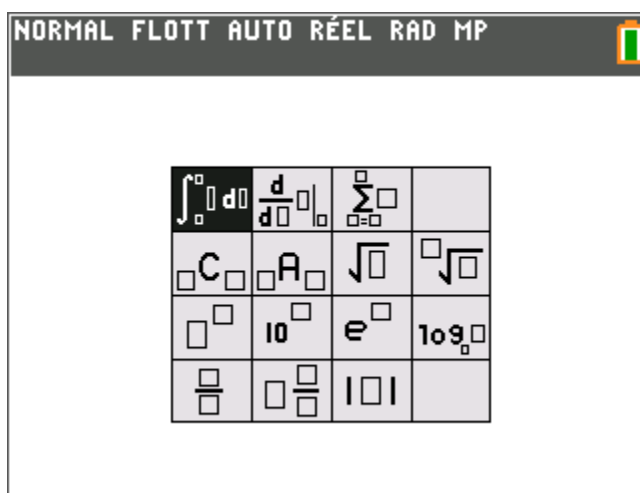 NORMAL FLOTT AUTO RÉEL RAD MP
∫□□ □ d□ d/d□ □|□ Σ□□=□ □
□C□ □A□ √□ □√□
□^□ 10^□ e^□ log□□
□/□ □□/□ |□|